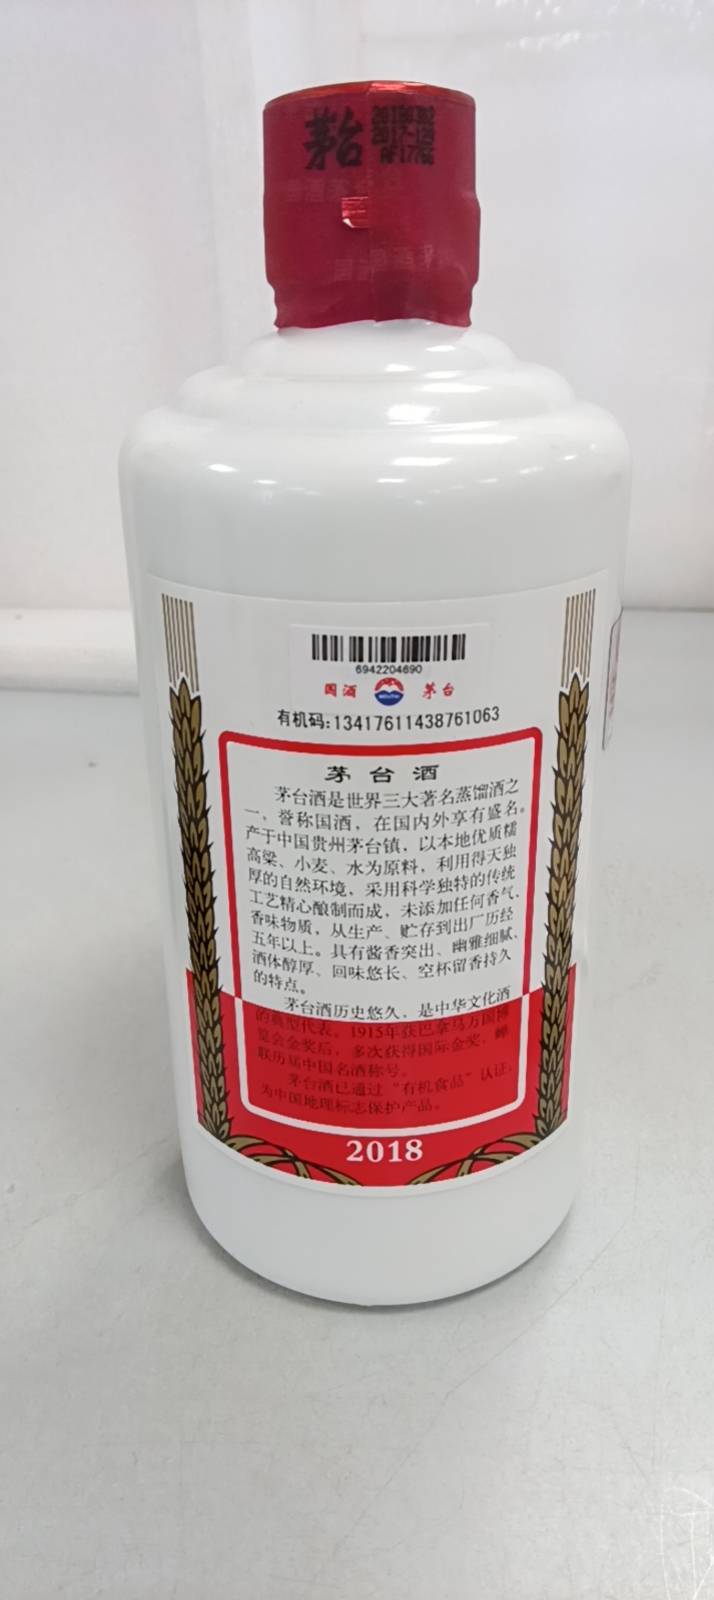 茅台
2017-129
6942204690
国酒 茅台
有机码:13417611438761063
茅台酒
茅台酒是世界三大著名蒸馏酒之
一，誉称国酒，在国内外享有盛名。
产于中国贵州茅台镇，以本地优质糯
高粱、小麦、水为原料，利用得天独
厚的自然环境，采用科学独特的传统
工艺精心酿制而成，未添加任何香气、
香味物质，从生产、贮存到出厂历经
五年以上。具有酱香突出、幽雅细腻、
酒体醇厚、回味悠长、空杯留香持久
的特点。
茅台酒历史悠久，是中华文化酒
的典型代表。1915年获巴拿马万国博
览会金奖后，多次获得国际金奖，蝉
联历届中国名酒称号。
茅台酒已通过“有机食品”认证，
为中国地理标志保护产品。
2018